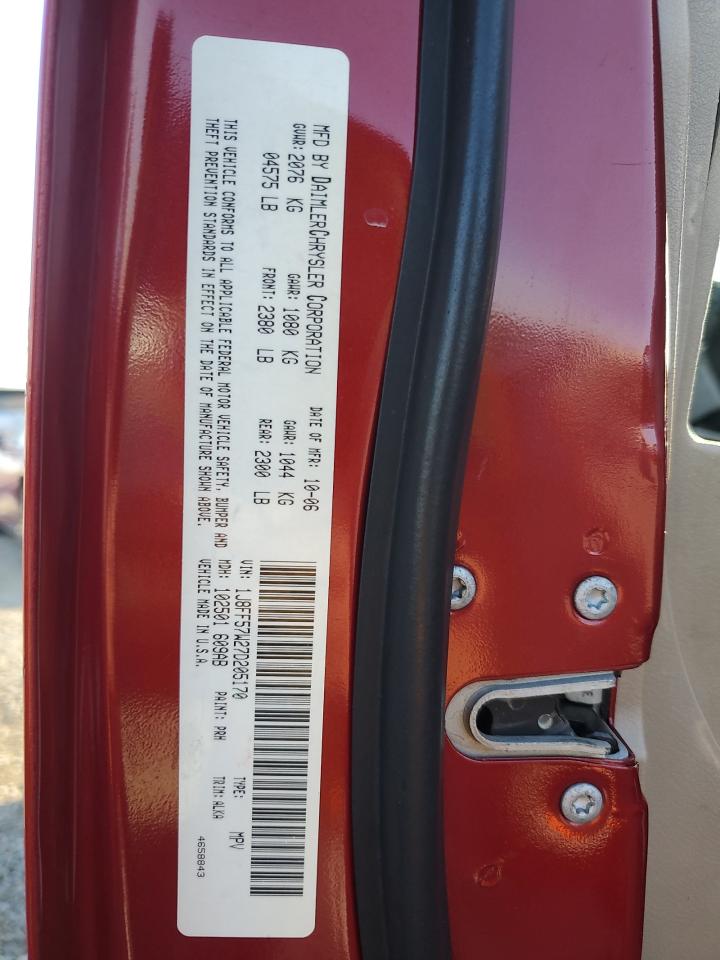 MFD BY DAIMLERCHRYSLER CORPORATION DATE OF MFR: 10-06
GVWR: 2076 KG GAWR: 1080 KG GAWR: 1044 KG
04575 LB FRONT: 2380 LB REAR: 2300 LB
THIS VEHICLE CONFORMS TO ALL APPLICABLE FEDERAL MOTOR VEHICLE SAFETY, BUMPER AND
THEFT PREVENTION STANDARDS IN EFFECT ON THE DATE OF MANUFACTURE SHOWN ABOVE.
VIN: 1J8FF57W27D205170 TYPE: MPV
MDH: 102501 609AB PAINT: PRH TRIM: ALKA
VEHICLE MADE IN U.S.A. 4658843